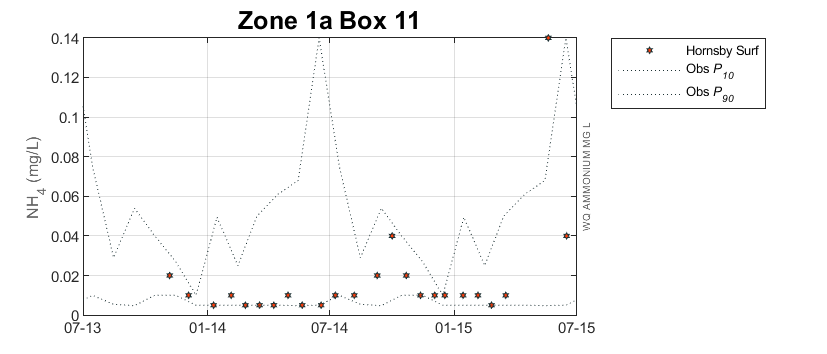 Zone 1a Box 11
0.14
0.12
0.1
0.08
0.06
0.04
0.02
0
NH4 (mg/L)
07-13
01-14
07-14
01-15
07-15
WQ AMMONIUM MG L
Hornsby Surf
Obs P10
Obs P90